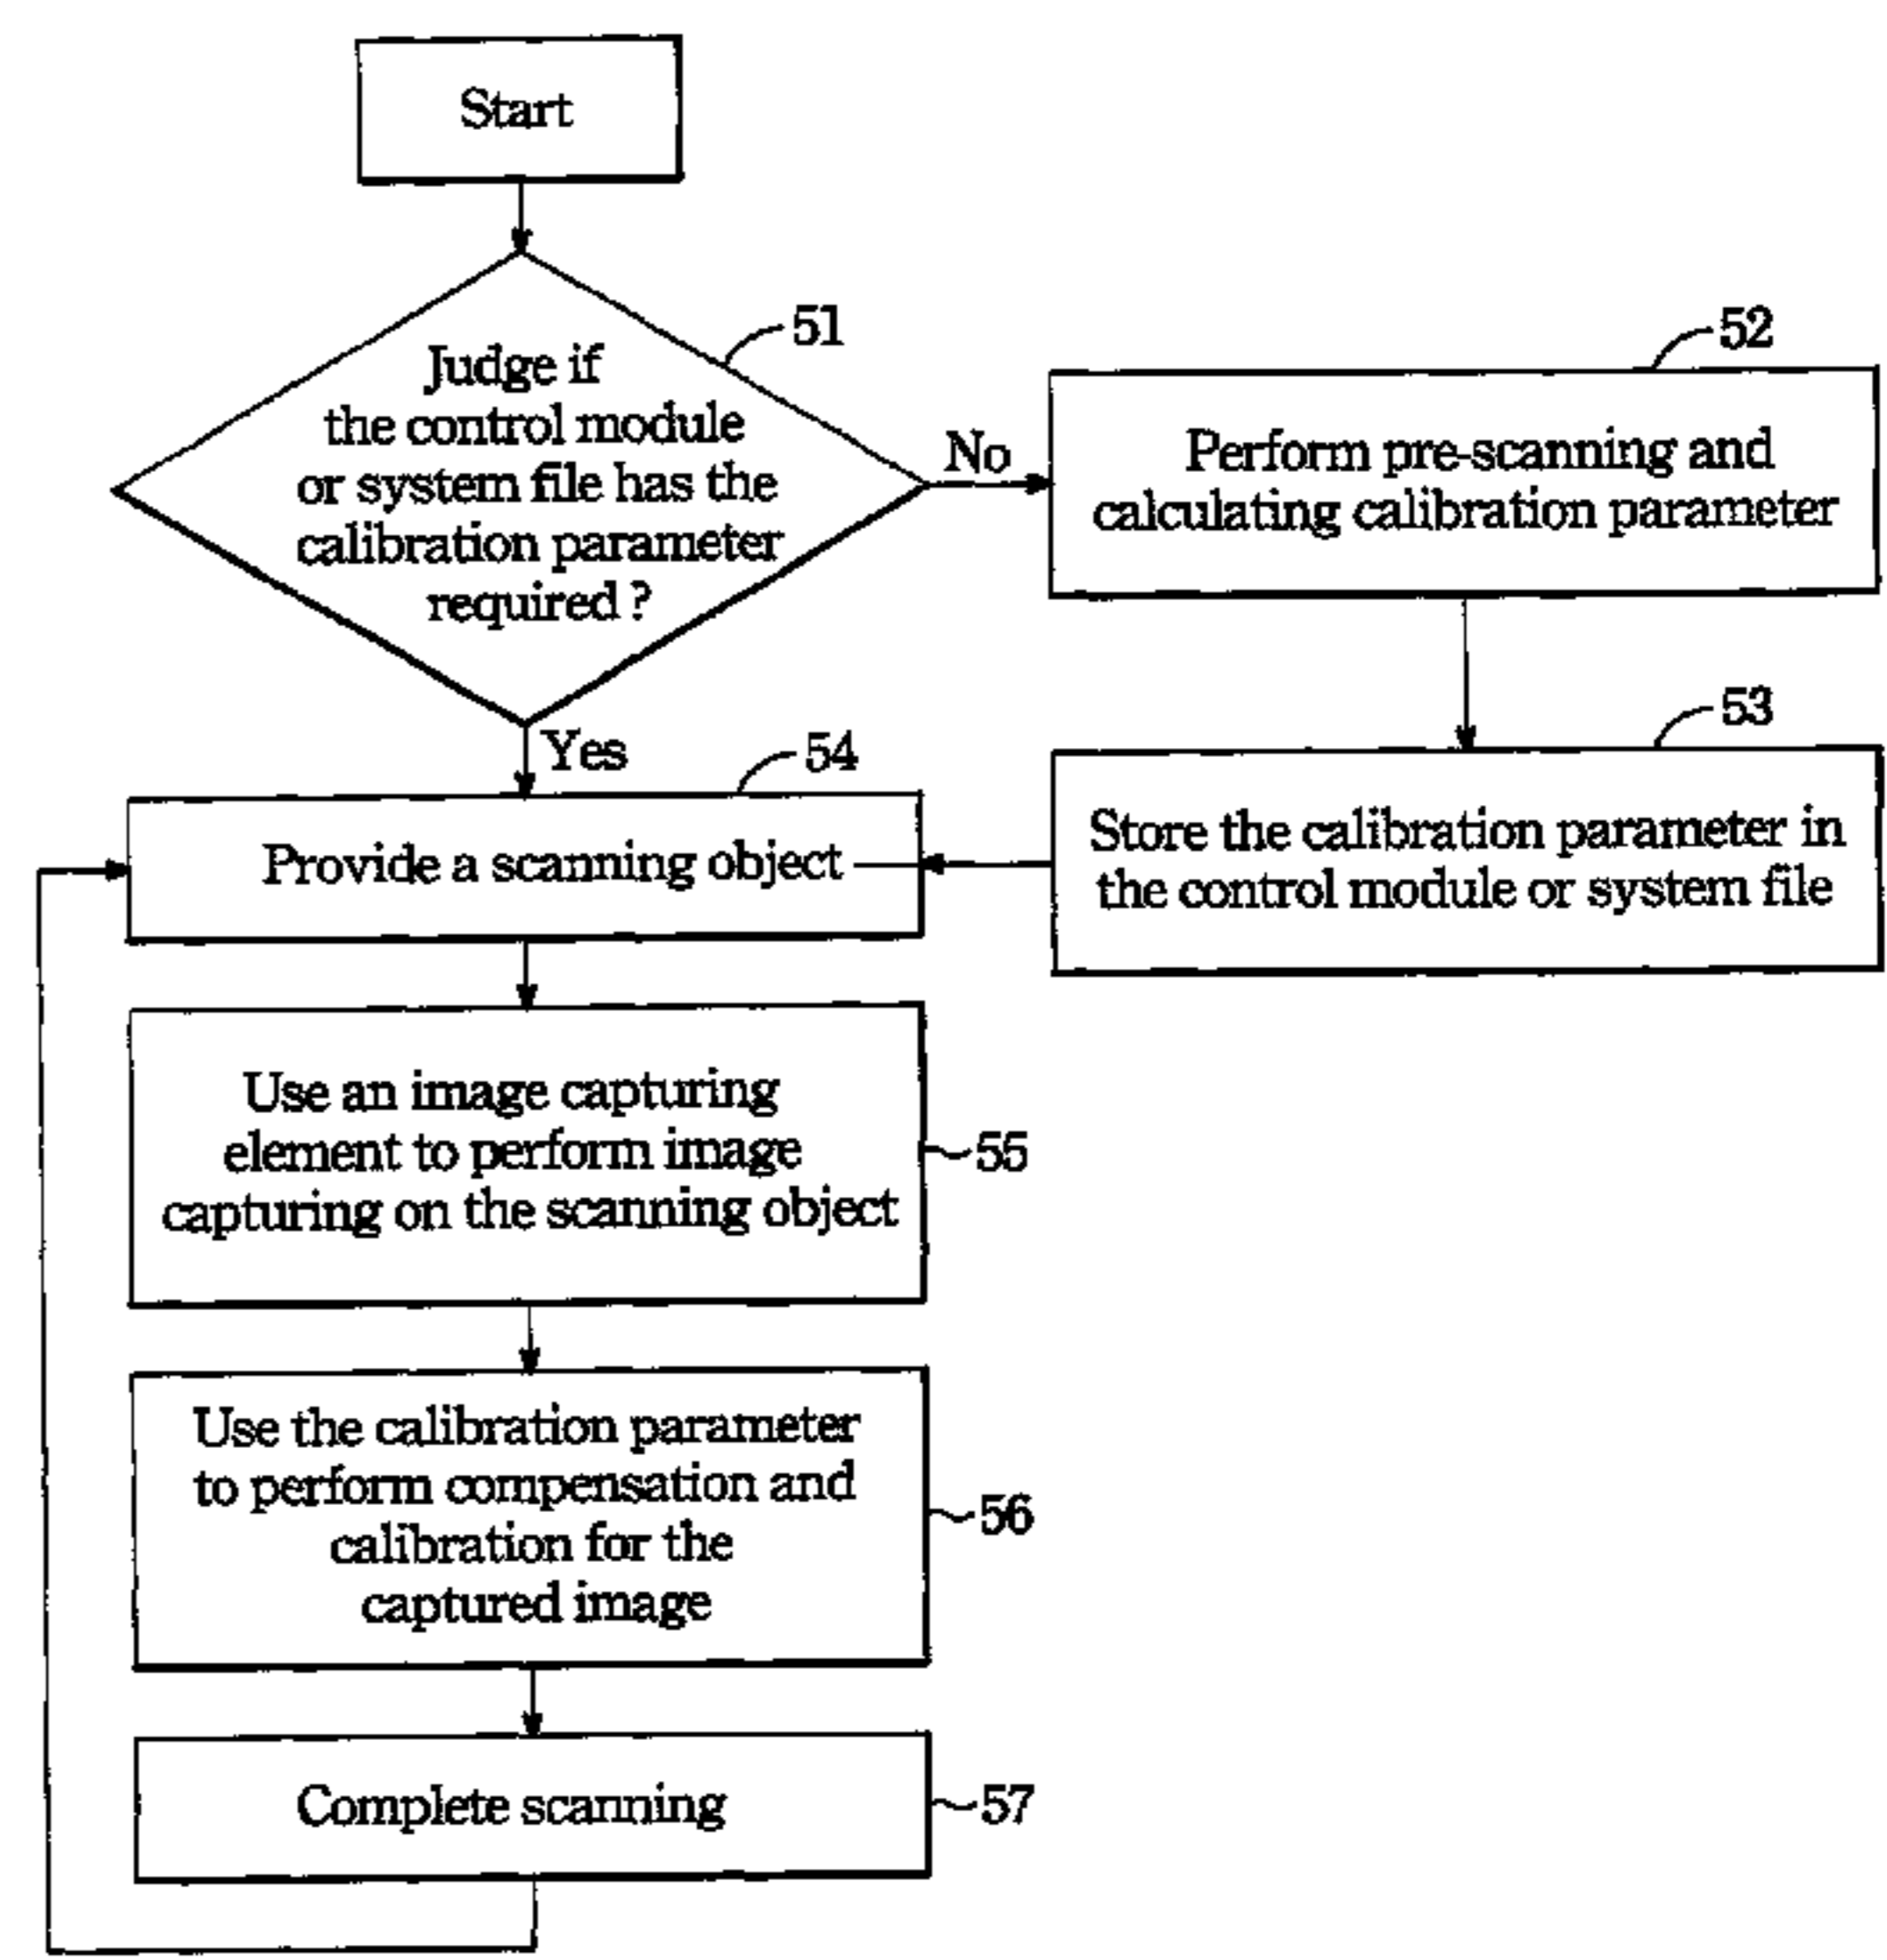 Start
51
Judge if
the control module
or system file has the
calibration parameter
required ?
No
52
Perform pre-scanning and
calculating calibration parameter
53
Store the calibration parameter in
the control module or system file
Yes
54
Provide a scanning object
Use an image capturing
element to perform image
capturing on the scanning object
55
Use the calibration parameter
to perform compensation and
calibration for the
captured image
56
Complete scanning
57